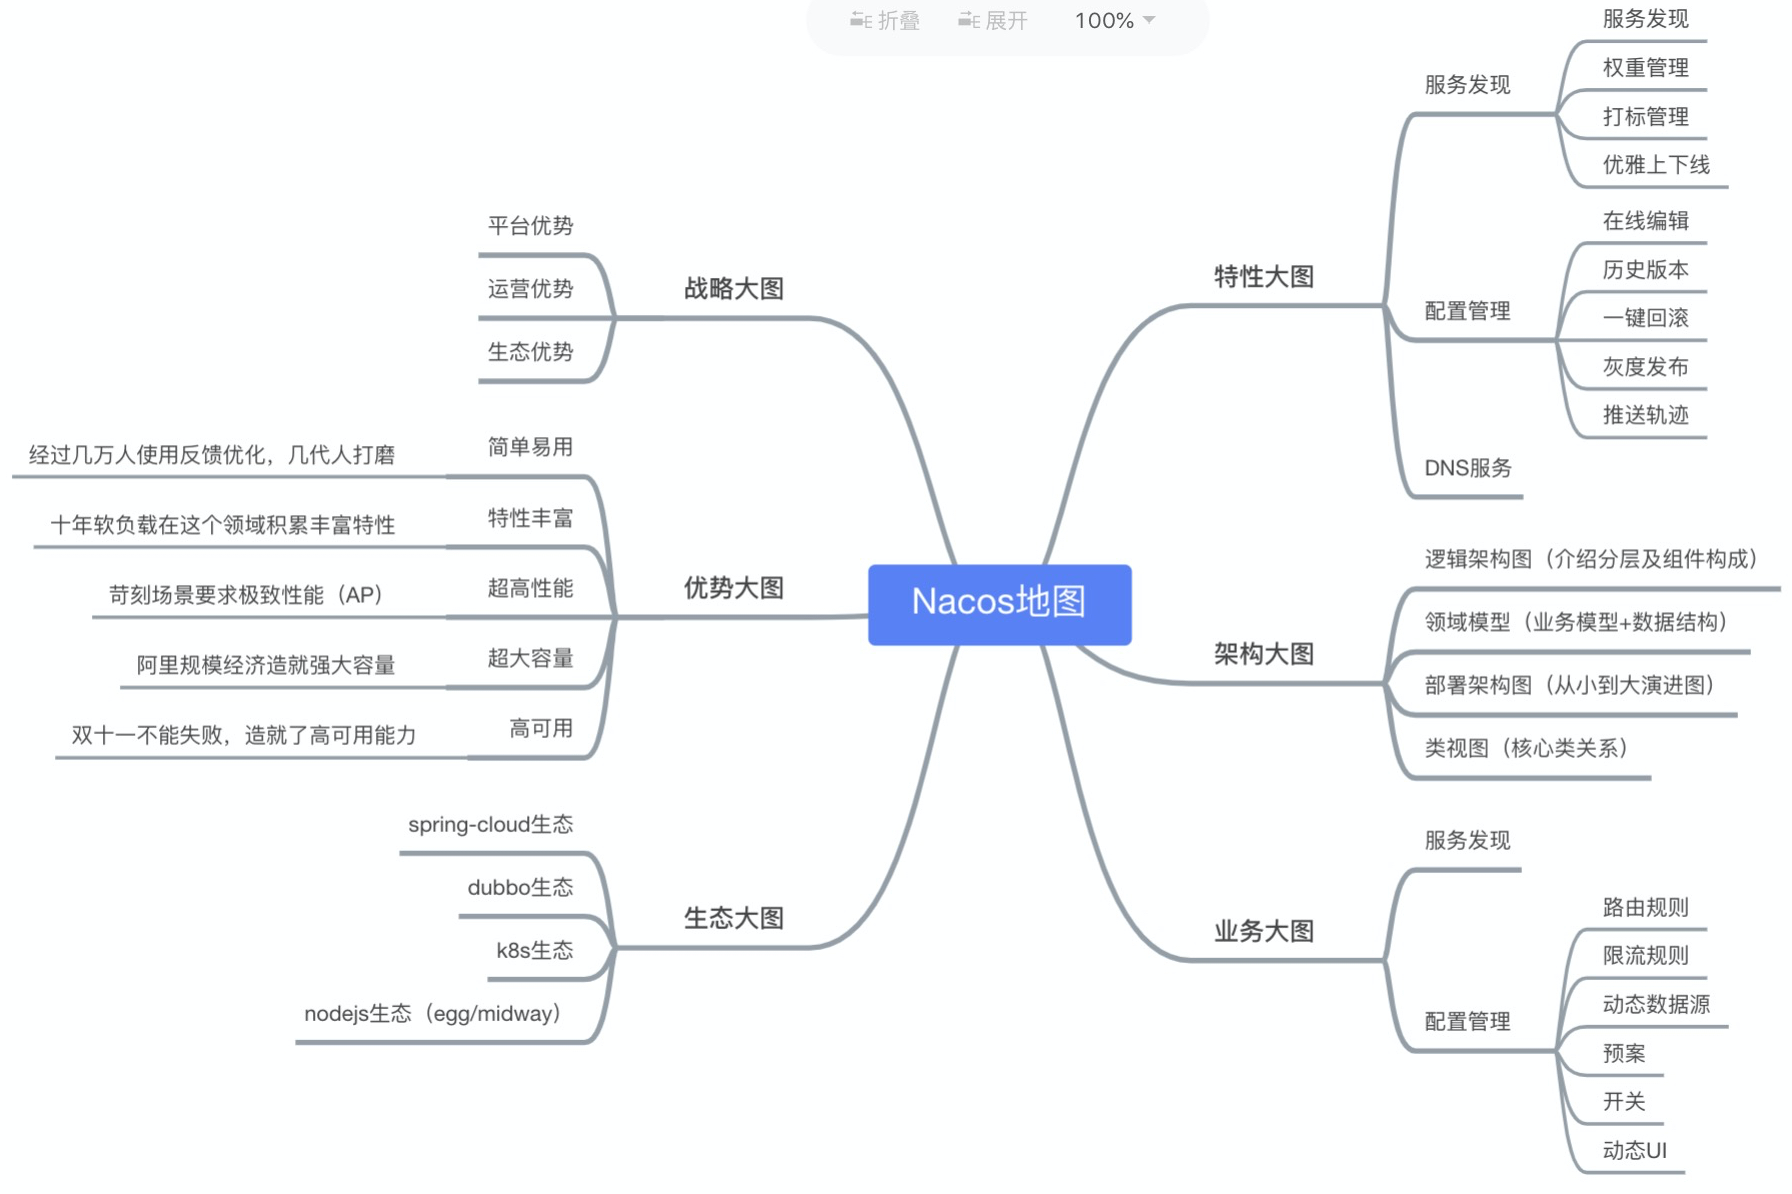 折叠
展开
100%
Nacos地图
特性大图
服务发现
服务发现
权重管理
打标管理
优雅上下线
配置管理
在线编辑
历史版本
一键回滚
灰度发布
推送轨迹
DNS服务
架构大图
逻辑架构图（介绍分层及组件构成）
领域模型（业务模型+数据结构）
部署架构图（从小到大演进图）
类视图（核心类关系）
业务大图
服务发现
配置管理
路由规则
限流规则
动态数据源
预案
开关
动态UI
战略大图
平台优势
运营优势
生态优势
优势大图
简单易用
经过几万人使用反馈优化，几代人打磨
特性丰富
十年软负载在这个领域积累丰富特性
超高性能
苛刻场景要求极致性能（AP）
超大容量
阿里规模经济造就强大容量
高可用
双十一不能失败，造就了高可用能力
生态大图
spring-cloud生态
dubbo生态
k8s生态
nodejs生态（egg/midway）